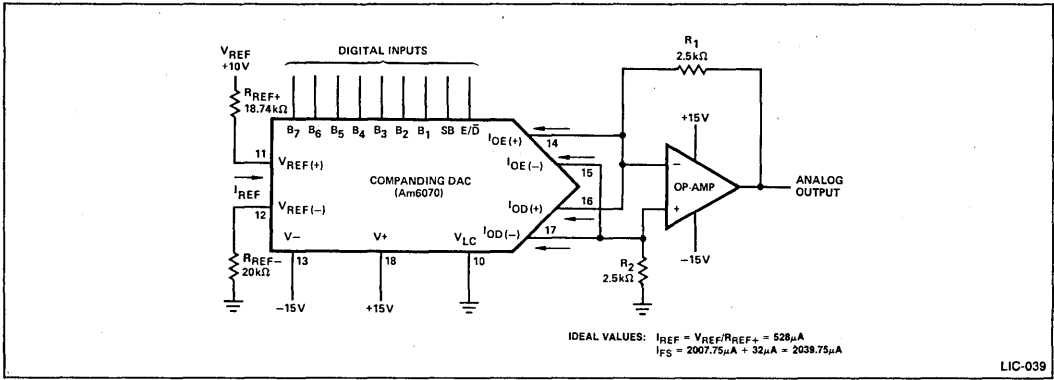 DIGITAL INPUTS
VREF
+10V
RREF+
18.74kΩ
R1
2.5kΩ
B7 B6 B5 B4 B3 B2 B1 SB E/D̅
+15V
IOE(+)
14
11
VREF(+)
IOE(−)
15
COMPANDING DAC
(Am6070)
IREF
−
OP-AMP
+
ANALOG
OUTPUT
12
VREF(−)
IOD(+)
16
IOD(−)
17
V−
V+
VLC
RREF−
20kΩ
13
18
10
R2
2.5kΩ
−15V
−15V
+15V
IDEAL VALUES: IREF = VREF/RREF+ = 528μA
IFS = 2007.75μA + 32μA = 2039.75μA
LIC-039